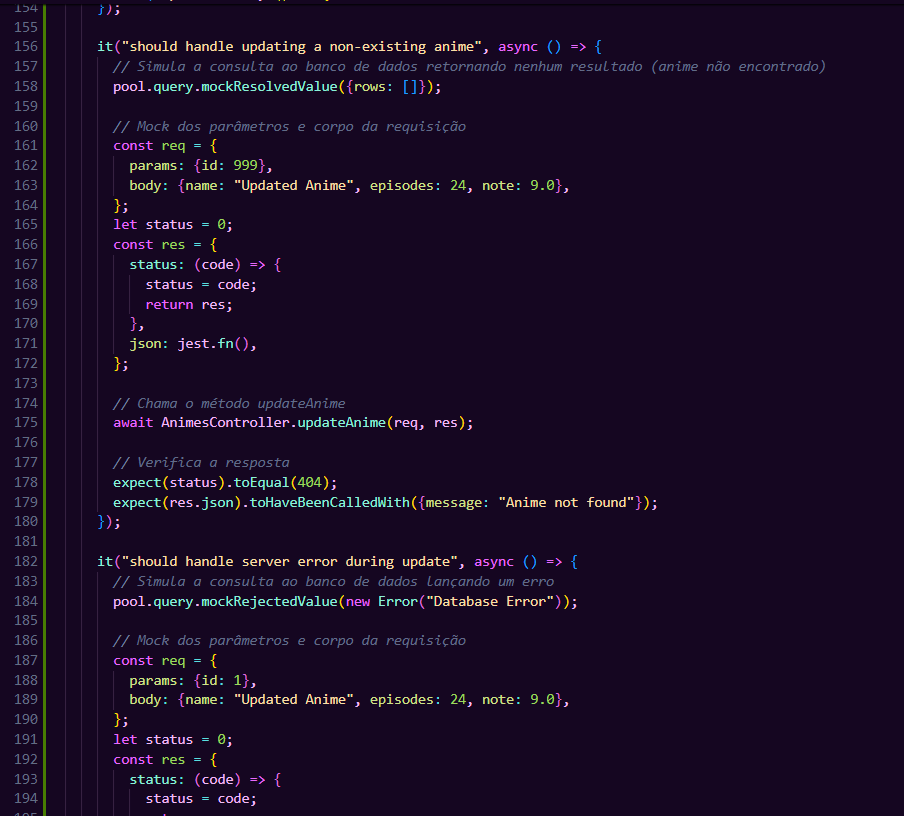 154 });
155
156 it("should handle updating a non-existing anime", async () => {
157 // Simula a consulta ao banco de dados retornando nenhum resultado (anime não encontrado)
158 pool.query.mockResolvedValue({rows: []});
159
160 // Mock dos parâmetros e corpo da requisição
161 const req = {
162 params: {id: 999},
163 body: {name: "Updated Anime", episodes: 24, note: 9.0},
164 };
165 let status = 0;
166 const res = {
167 status: (code) => {
168 status = code;
169 return res;
170 },
171 json: jest.fn(),
172 };
173
174 // Chama o método updateAnime
175 await AnimesController.updateAnime(req, res);
176
177 // Verifica a resposta
178 expect(status).toEqual(404);
179 expect(res.json).toHaveBeenCalledWith({message: "Anime not found"});
180 });
181
182 it("should handle server error during update", async () => {
183 // Simula a consulta ao banco de dados lançando um erro
184 pool.query.mockRejectedValue(new Error("Database Error"));
185
186 // Mock dos parâmetros e corpo da requisição
187 const req = {
188 params: {id: 1},
189 body: {name: "Updated Anime", episodes: 24, note: 9.0},
190 };
191 let status = 0;
192 const res = {
193 status: (code) => {
194 status = code;